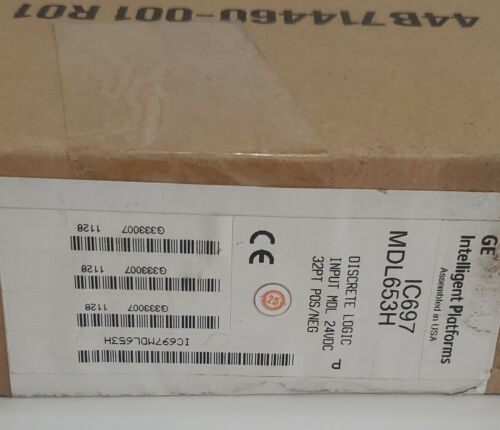 44B714460-001 R01
GE
Intelligent Platforms
Assembled in USA
IC697
MDL653H
DISCRETE LOGIC
INPUT MDL 24VDC
32PT POS/NEG
P
CE
25
G333007 1128
G333007 1128
G333007 1128
IC697MDL653H